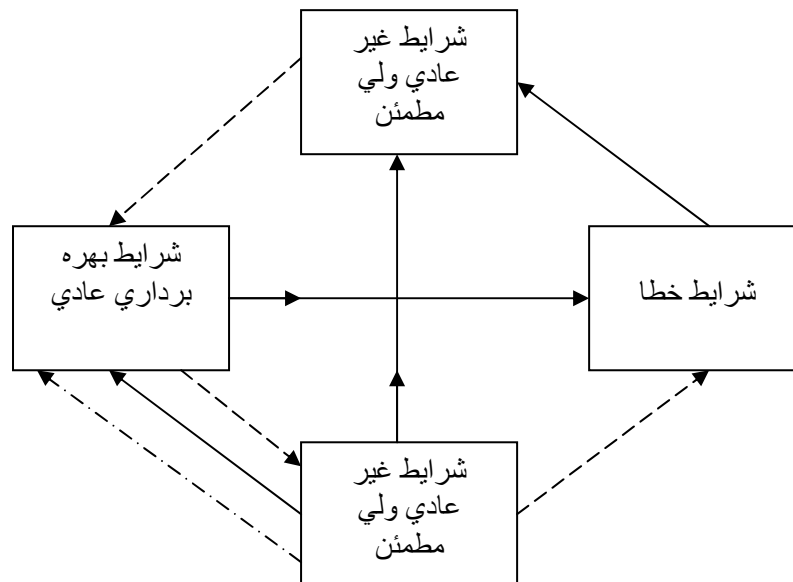 شرايط غير
عادي ولي
مطمئن
شرايط بهره
برداري عادي
شرايط خطا
شرايط غير
عادي ولي
مطمئن